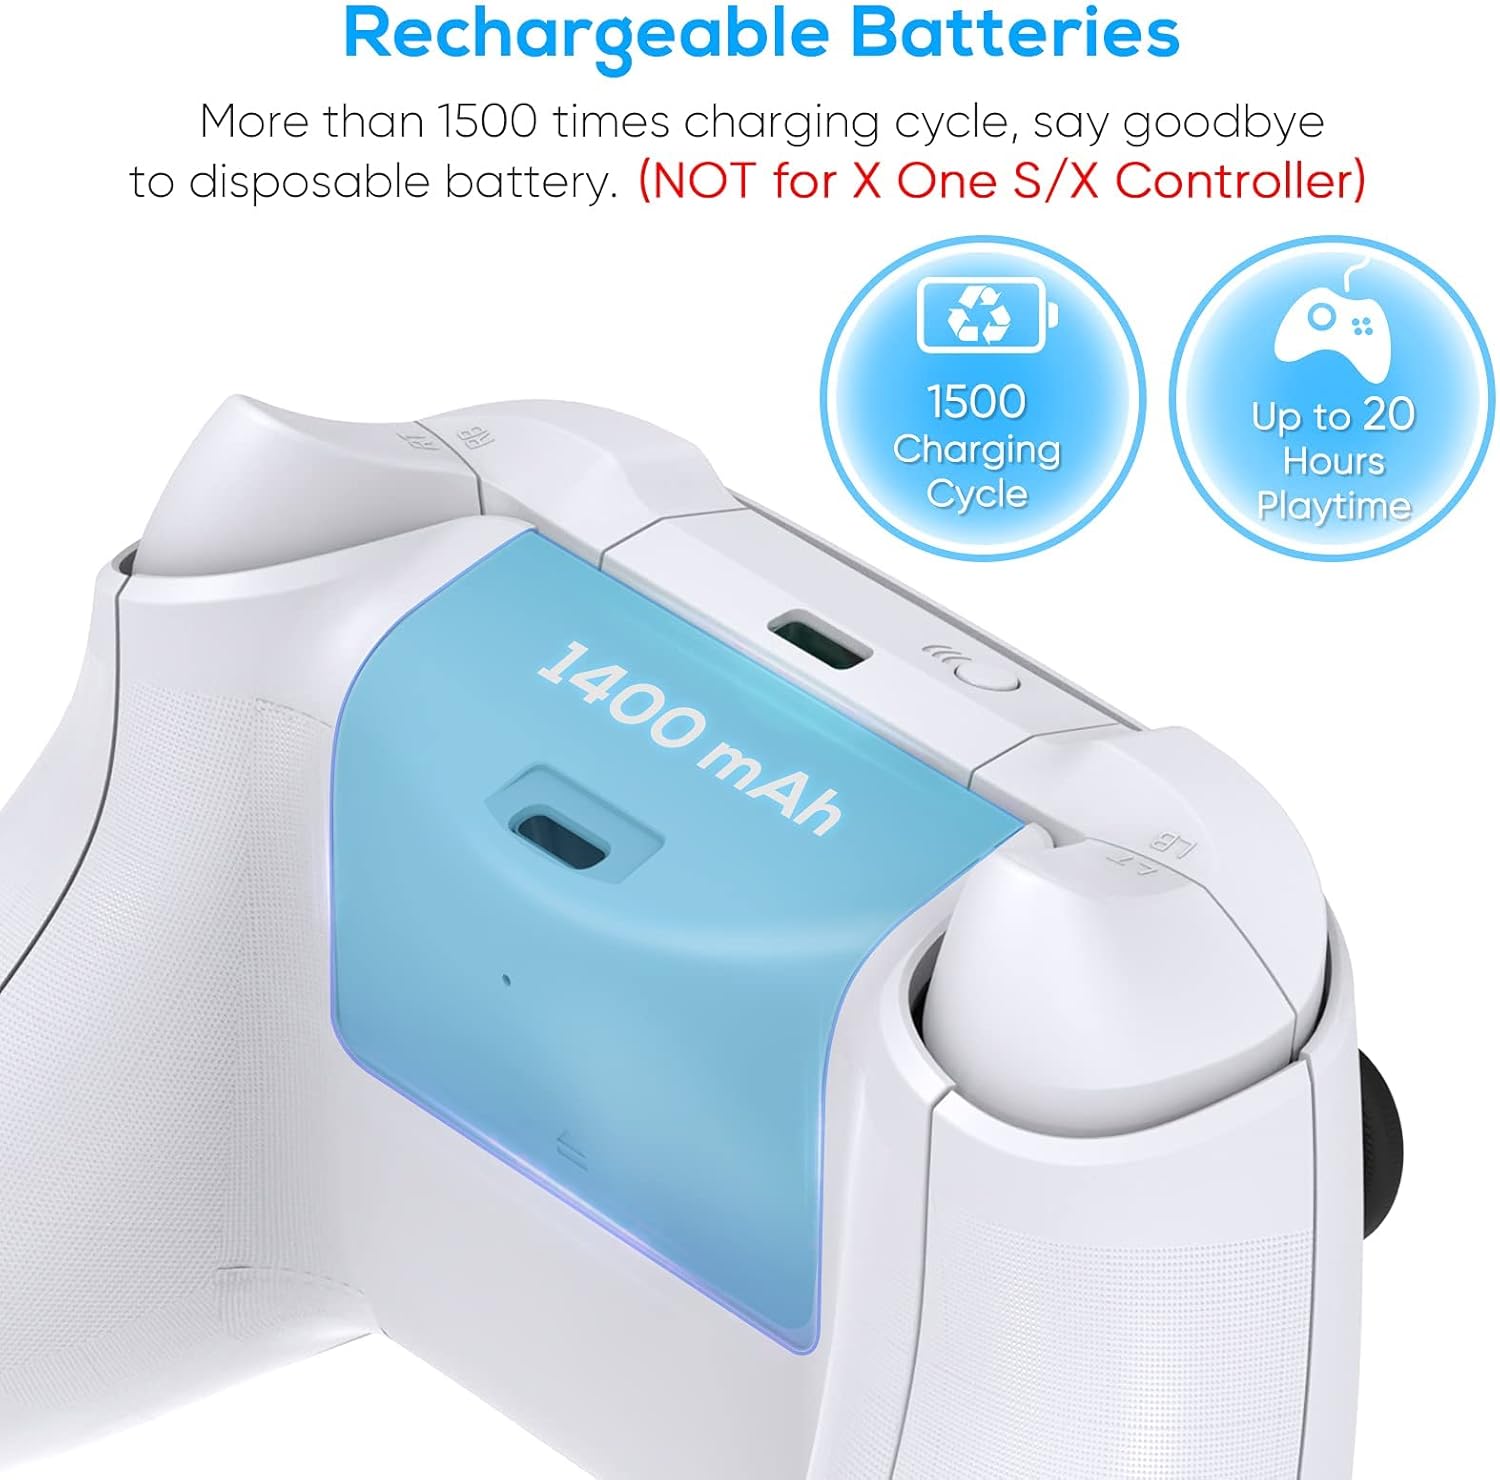 Rechargeable Batteries
More than 1500 times charging cycle, say goodbye
to disposable battery. (NOT for X One S/X Controller)
1500
Charging
Cycle
Up to 20
Hours
Playtime
RB
1400 mAh
LB
LT